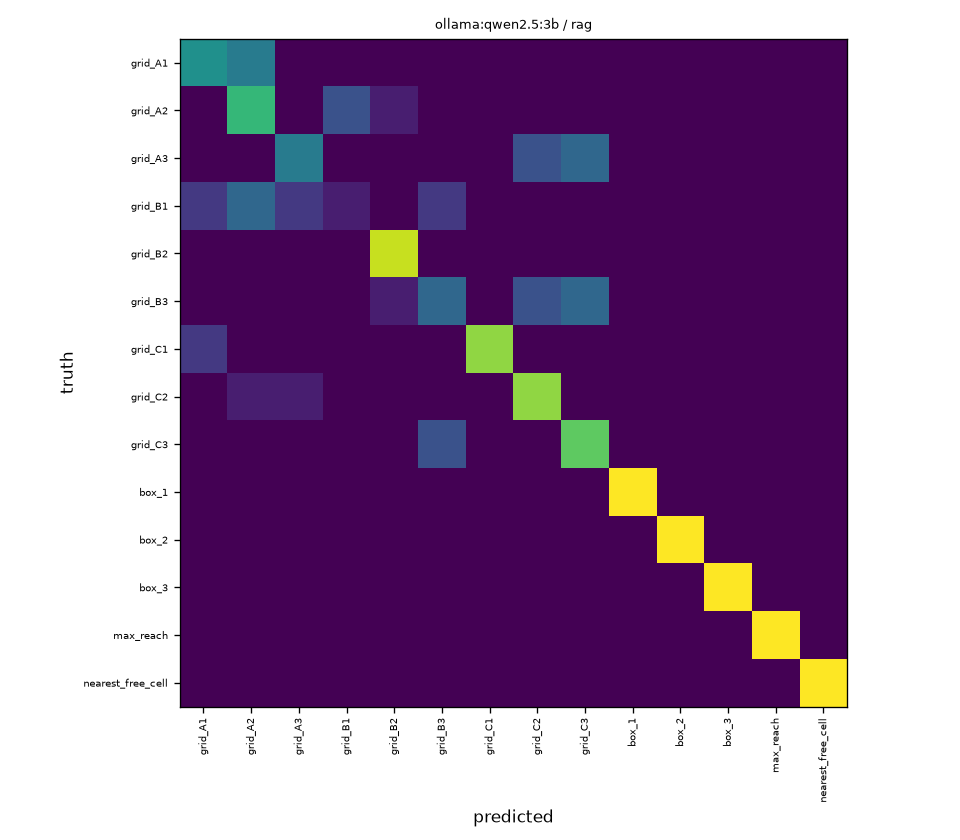 ollama:qwen2.5:3b / rag
truth
grid_A1
grid_A2
grid_A3
grid_B1
grid_B2
grid_B3
grid_C1
grid_C2
grid_C3
box_1
box_2
box_3
max_reach
nearest_free_cell
grid_A1
grid_A2
grid_A3
grid_B1
grid_B2
grid_B3
grid_C1
grid_C2
grid_C3
box_1
box_2
box_3
max_reach
nearest_free_cell
predicted